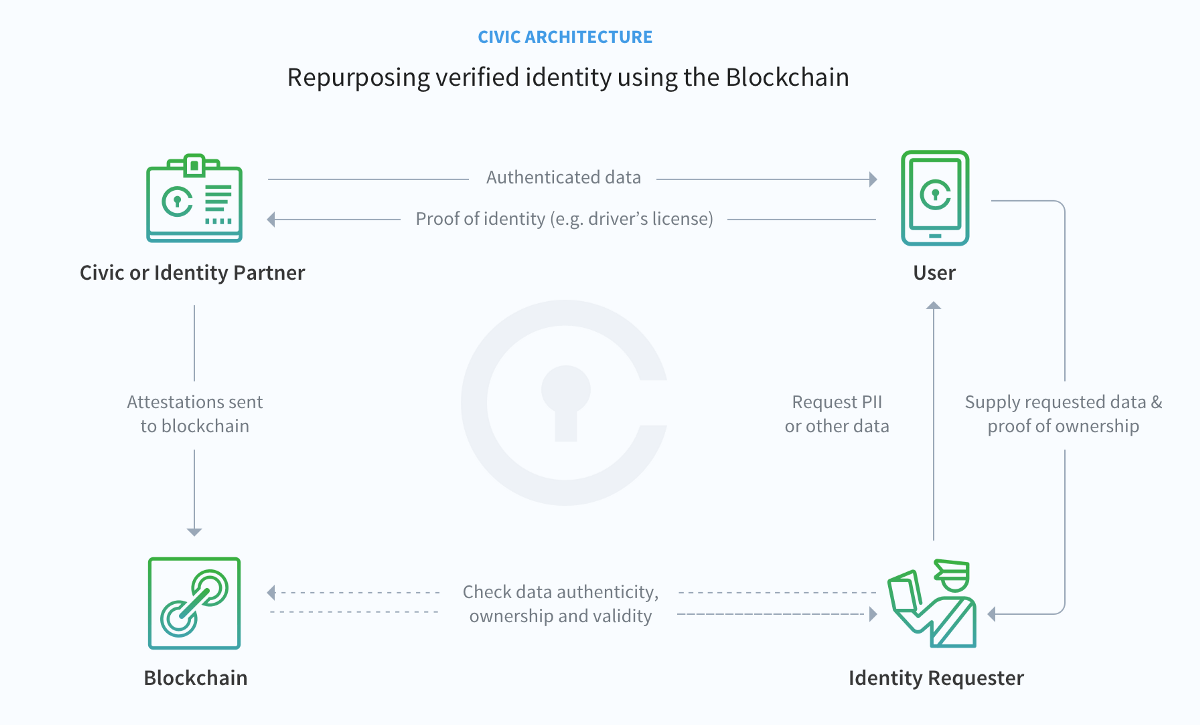 CIVIC ARCHITECTURE
Repurposing verified identity using the Blockchain
Authenticated data
Proof of identity (e.g. driver's license)
Civic or Identity Partner
User
Attestations sent
to blockchain
Request PII
or other data
Supply requested data &
proof of ownership
Check data authenticity,
ownership and validity
Blockchain
Identity Requester